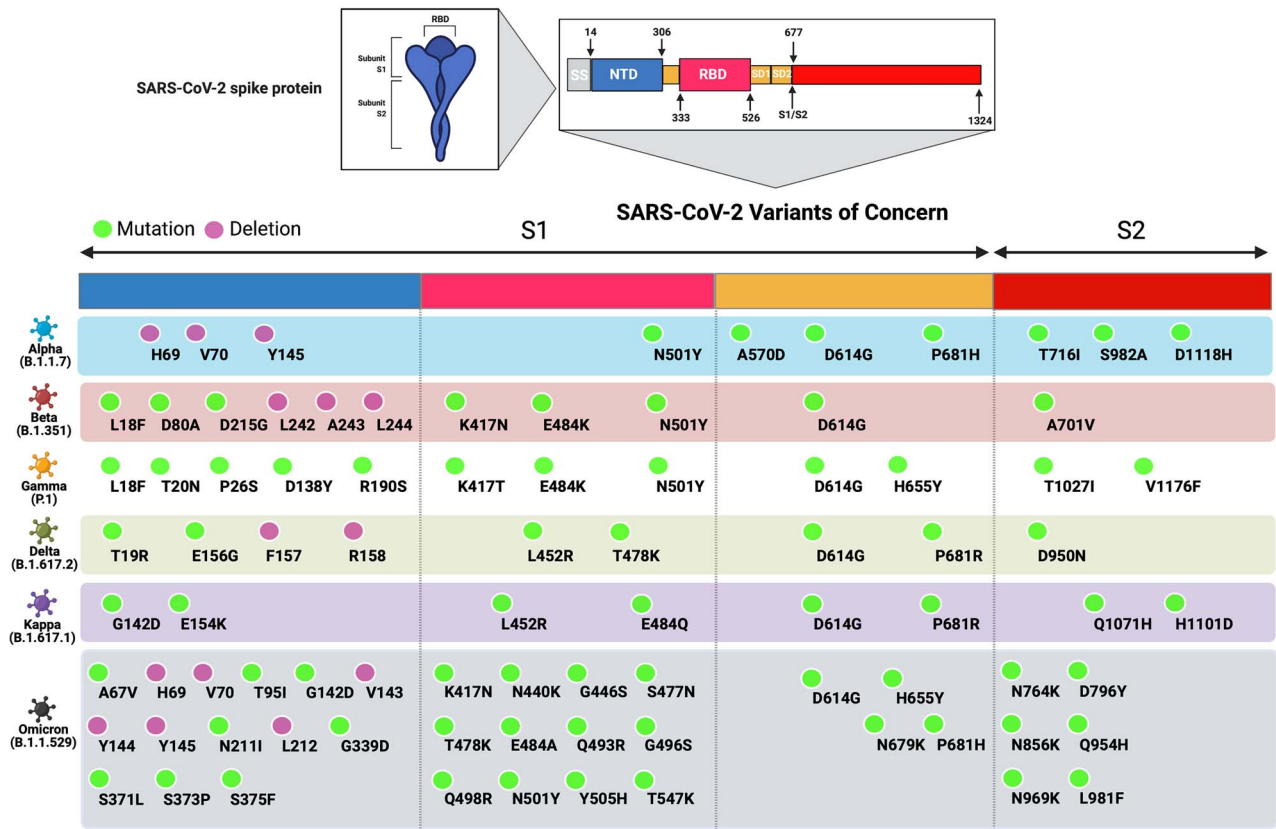 RBD
Subunit
S1
Subunit
S2
SARS-CoV-2 spike protein
14 306 677
SS NTD RBD SD1 SD2
333 526 S1/S2 1324
SARS-CoV-2 Variants of Concern
Mutation Deletion S1 S2
Alpha
(B.1.1.7)
H69 V70 Y145 N501Y A570D D614G P681H T716I S982A D1118H
Beta
(B.1.351)
L18F D80A D215G L242 A243 L244 K417N E484K N501Y D614G A701V
Gamma
(P.1)
L18F T20N P26S D138Y R190S K417T E484K N501Y D614G H655Y T1027I V1176F
Delta
(B.1.617.2)
T19R E156G F157 R158 L452R T478K D614G P681R D950N
Kappa
(B.1.617.1)
G142D E154K L452R E484Q D614G P681R Q1071H H1101D
Omicron
(B.1.1.529)
A67V H69 V70 T95I G142D V143 K417N N440K G446S S477N D614G H655Y N764K D796Y
Y144 Y145 N211I L212 G339D T478K E484A Q493R G496S N679K P681H N856K Q954H
S371L S373P S375F Q498R N501Y Y505H T547K N969K L981F